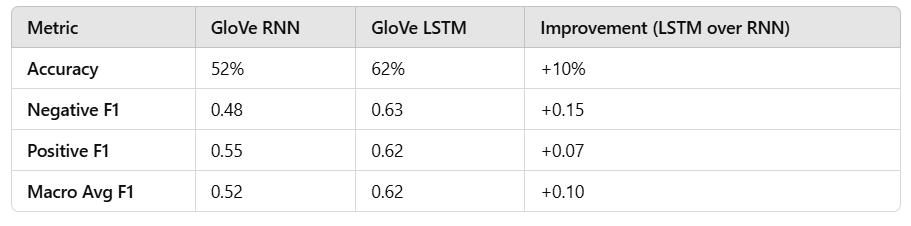 Metric GloVe RNN GloVe LSTM Improvement (LSTM over RNN)
Accuracy 52% 62% +10%
Negative F1 0.48 0.63 +0.15
Positive F1 0.55 0.62 +0.07
Macro Avg F1 0.52 0.62 +0.10